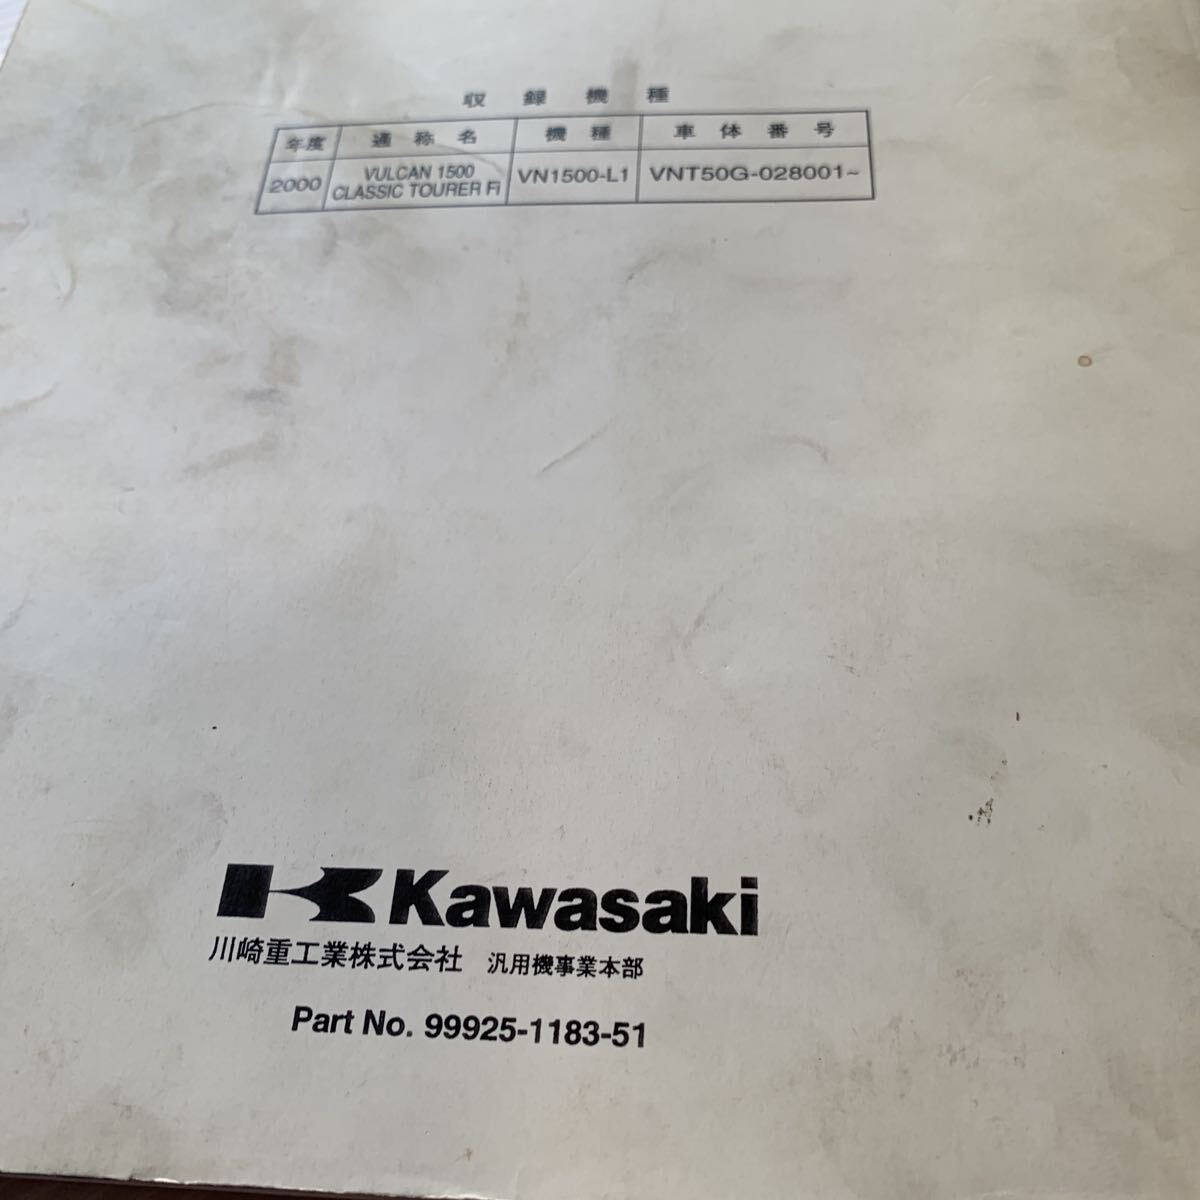 収録機種
年度 通称名 機種 車体番号
2000 VULCAN 1500 CLASSIC TOURER Fi VN1500-L1 VNT50G-028001~
Kawasaki
川崎重工業株式会社 汎用機事業本部
Part No. 99925-1183-51